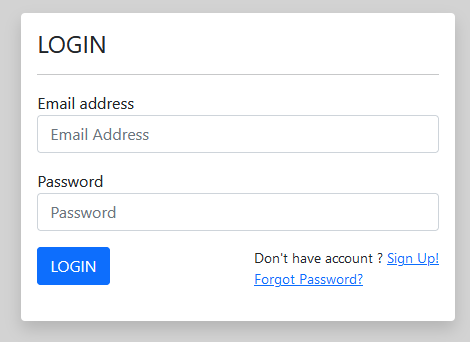 LOGIN
Email address
Email Address
Password
Password
LOGIN
Don't have account ? Sign Up!
Forgot Password?